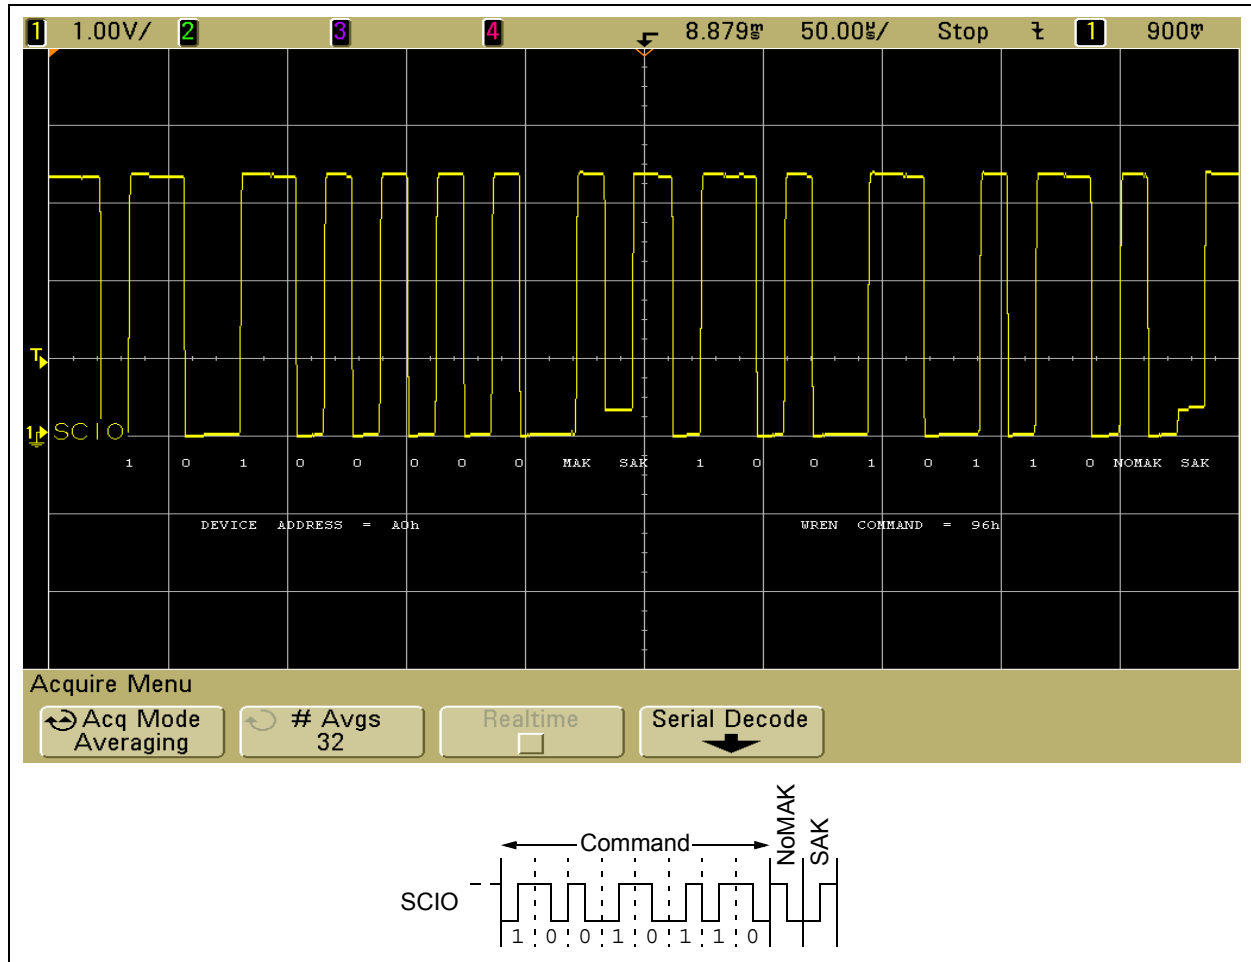 1 1.00V/ 2 3 4 8.879ms 50.00us/ Stop 1 900mV
T
1 SCIO
1 0 1 0 0 0 0 0 MAK SAK 1 0 0 1 0 1 1 0 NOMAK SAK
DEVICE ADDRESS = A0h WREN COMMAND = 96h
Acquire Menu
Acq Mode # Avgs Realtime Serial Decode
Averaging 32
NoMAK
SAK
Command
SCIO
1 0 0 1 0 1 1 0